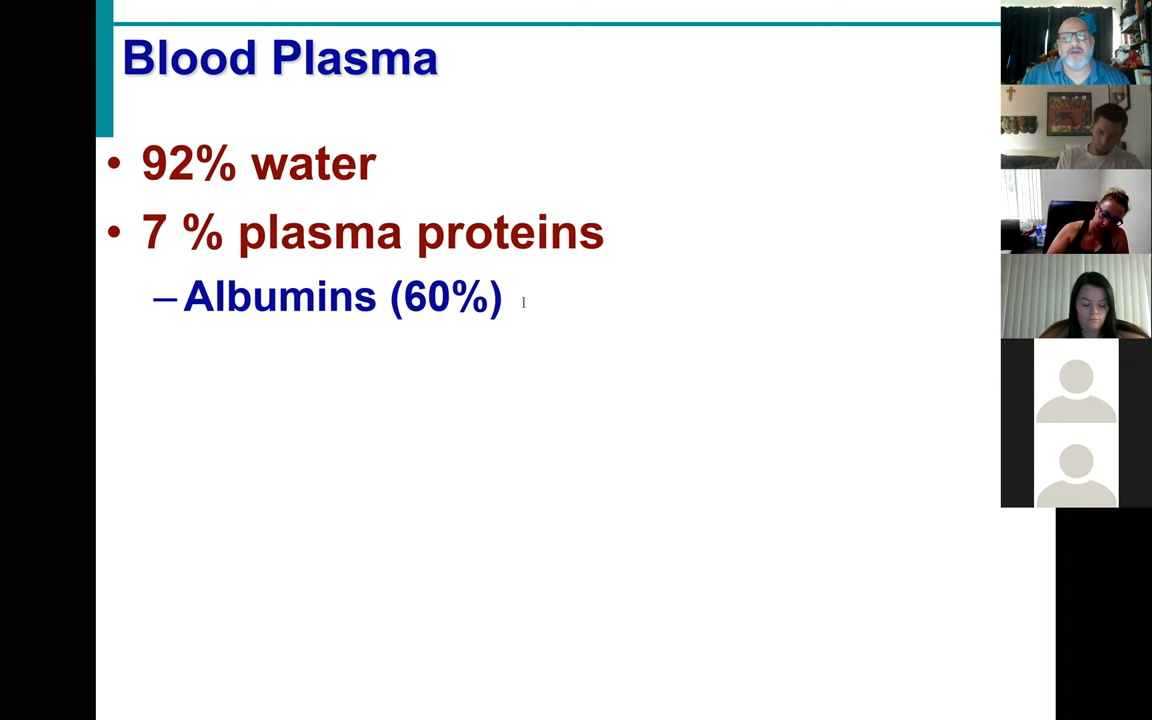 Blood Plasma
• 92% water
• 7 % plasma proteins
– Albumins (60%)